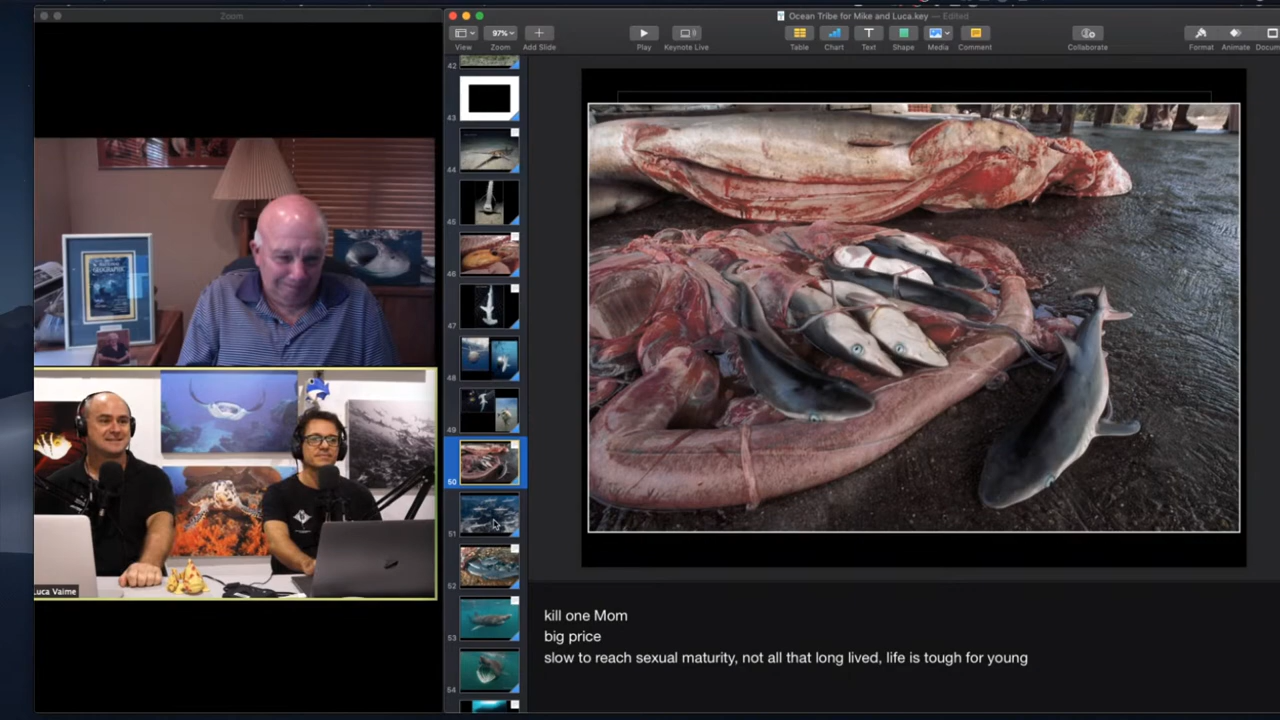 Zoom
Ocean Tribe for Mike and Luca.key — Edited
97%
View
Zoom
Add Slide
Play
Keynote Live
Table
Chart
Text
Shape
Media
Comment
Collaborate
Format
Animate
Docum
42
43
44
45
46
47
48
49
50
51
52
53
54
GEOGRAPHIC
Luca Vaime
kill one Mom
big price
slow to reach sexual maturity, not all that long lived, life is tough for young